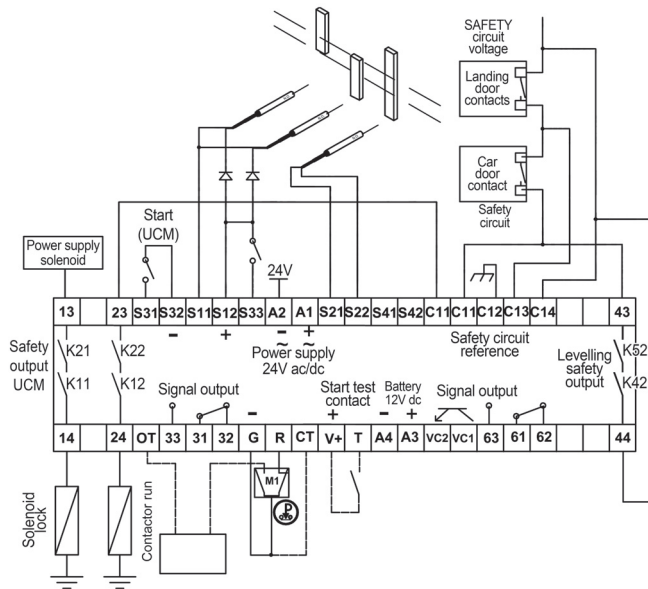 SAFETY
circuit
voltage
Landing
door
contacts
Car
door
contact
Safety
circuit
Start
(UCM)
Power supply
solenoid
24V
13 23 S31 S32 S11 S12 S33 A2 A1 S21 S22 S41 S42 C11 C11 C12 C13 C14 43
Safety
output
UCM
K21
K11
K22
K12
- + - +
~ ~
Power supply
24V ac/dc
Safety circuit
reference
Levelling
safety
output
K52
K42
Signal output
-
Start test
contact
+
Battery
12V dc
- +
Signal output
14 24 OT 33 31 32 G R CT V+ T A4 A3 VC2 VC1 63 61 62 44
Solenoid
lock
Contactor run
M1